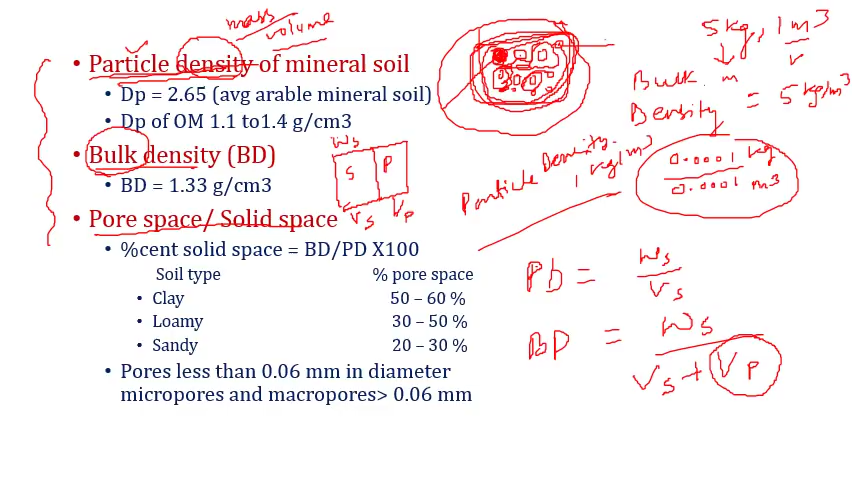 mass
volume
• Particle density of mineral soil
• Dp = 2.65 (avg arable mineral soil)
• Dp of OM 1.1 to1.4 g/cm3
• Bulk density (BD)
• BD = 1.33 g/cm3
• Pore space/ Solid space
• %cent solid space = BD/PD X100
Soil type % pore space
• Clay 50 – 60 %
• Loamy 30 – 50 %
• Sandy 20 – 30 %
• Pores less than 0.06 mm in diameter
micropores and macropores> 0.06 mm
Ws
S P
Vs Vp
5kg, 1m3
m v
Bulk
Density = 5kg/m3
Particle Density.
1 kg/m3
0.0001 kg
0.0001 m3
PD = Ws
Vs
BD = Ws
Vs + Vp